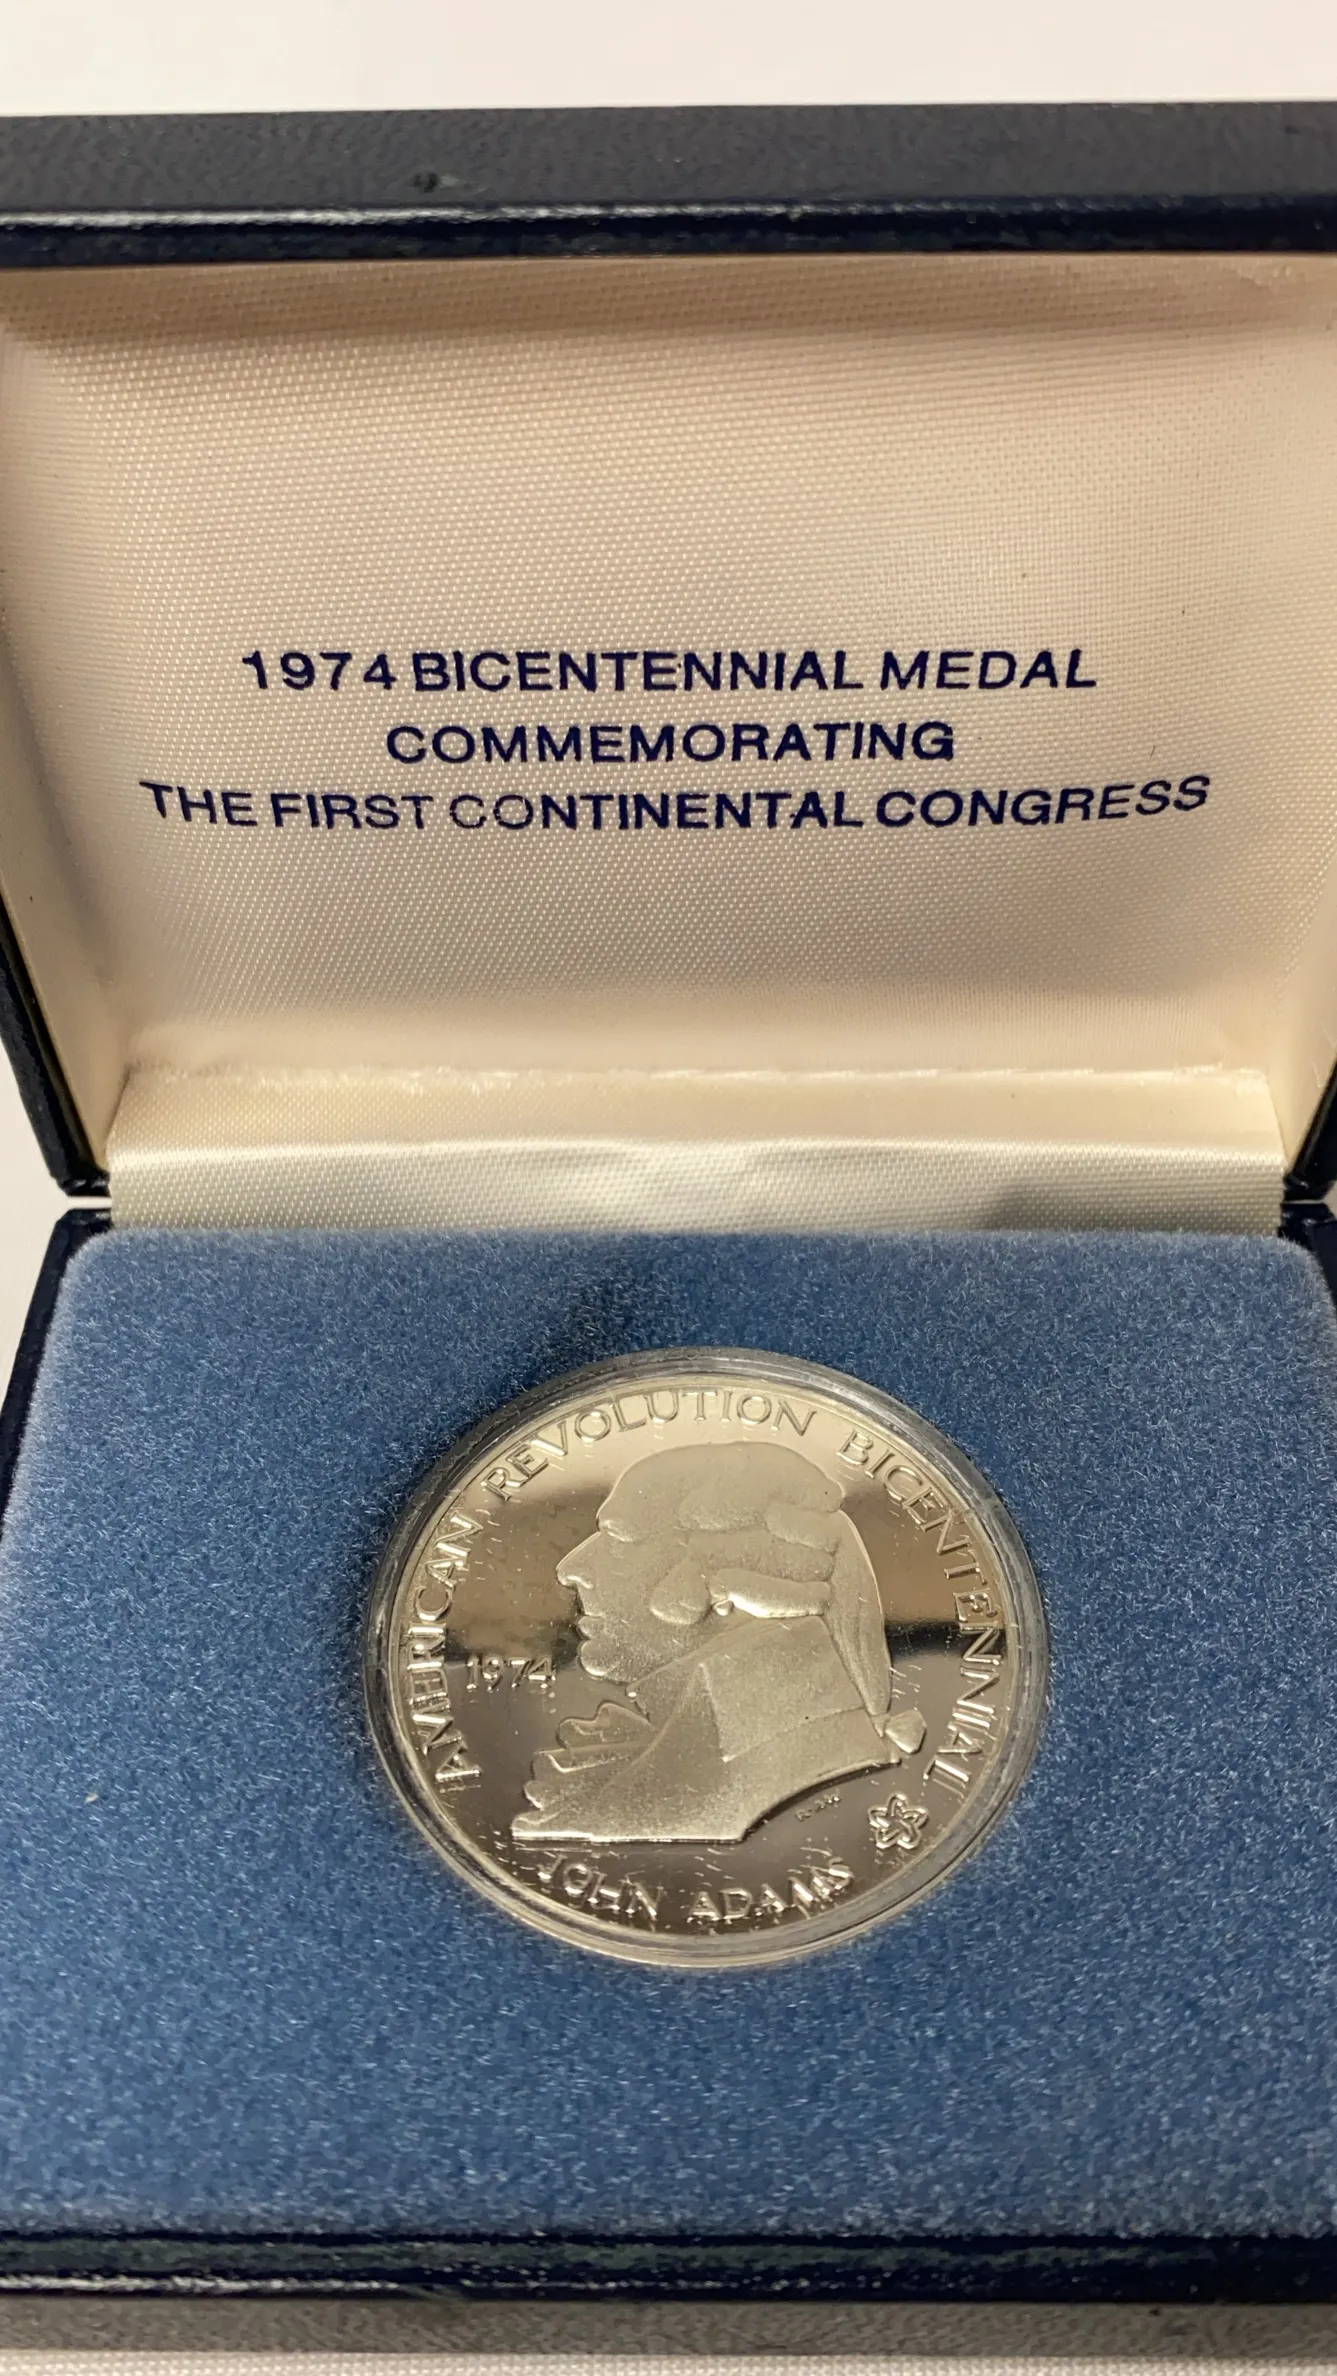 1974 BICENTENNIAL MEDAL
COMMEMORATING
THE FIRST CONTINENTAL CONGRESS
AMERICAN REVOLUTION BICENTENNIAL
1974
JOHN ADAMS